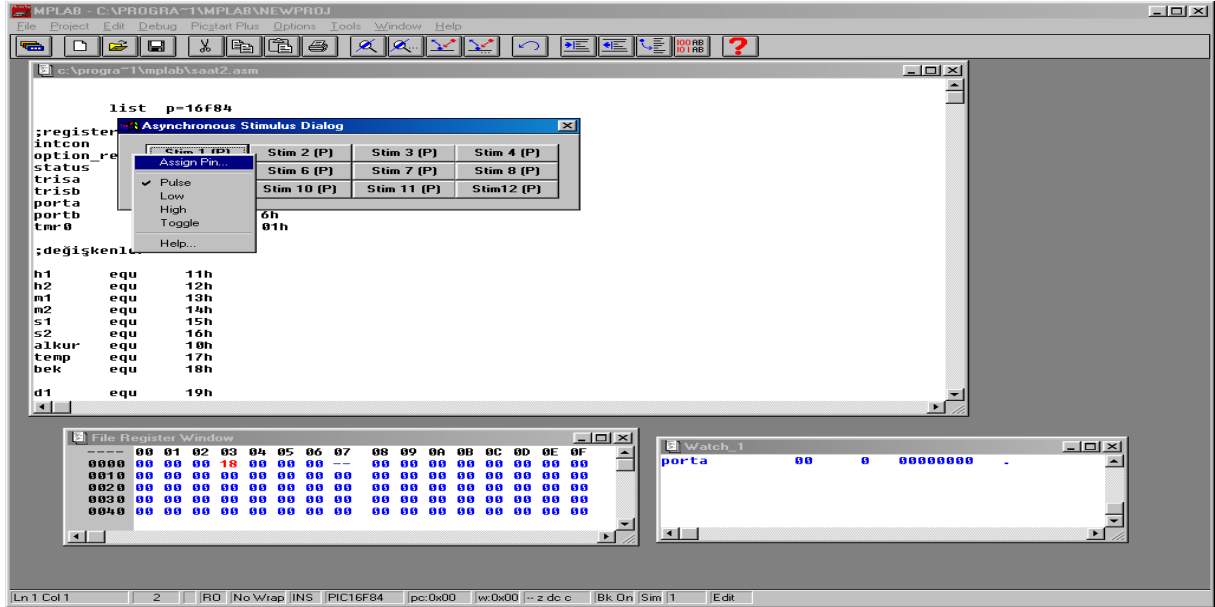 MPLAB - C:\PROGRA~1\MPLAB\NEWPROJ
File Project Edit Debug Picstart Plus Options Tools Window Help
c:\progra~1\mplab\saat2.asm
list p=16f84
;register
Asynchronous Stimulus Dialog
intcon
option_re
status
trisa
trisb
porta
portb 6h
tmr0 01h
Stim 1 (P) Stim 2 (P) Stim 3 (P) Stim 4 (P)
Stim 6 (P) Stim 7 (P) Stim 8 (P)
Stim 10 (P) Stim 11 (P) Stim12 (P)
Assign Pin...
Pulse
Low
High
Toggle
Help...
;değişkenl
h1 equ 11h
h2 equ 12h
m1 equ 13h
m2 equ 14h
s1 equ 15h
s2 equ 16h
alkur equ 10h
temp equ 17h
bek equ 18h
d1 equ 19h
File Register Window
---- 00 01 02 03 04 05 06 07 08 09 0A 0B 0C 0D 0E 0F
0000 00 00 00 18 00 00 00 -- 00 00 00 00 00 00 00 00
0010 00 00 00 00 00 00 00 00 00 00 00 00 00 00 00 00
0020 00 00 00 00 00 00 00 00 00 00 00 00 00 00 00 00
0030 00 00 00 00 00 00 00 00 00 00 00 00 00 00 00 00
0040 00 00 00 00 00 00 00 00 00 00 00 00 00 00 00 00
Watch_1
porta 00 0 00000000 .
Ln 1 Col 1 2 RO No Wrap INS PIC16F84 pc:0x00 w:0x00 -- z dc c Bk On Sim 1 Edit